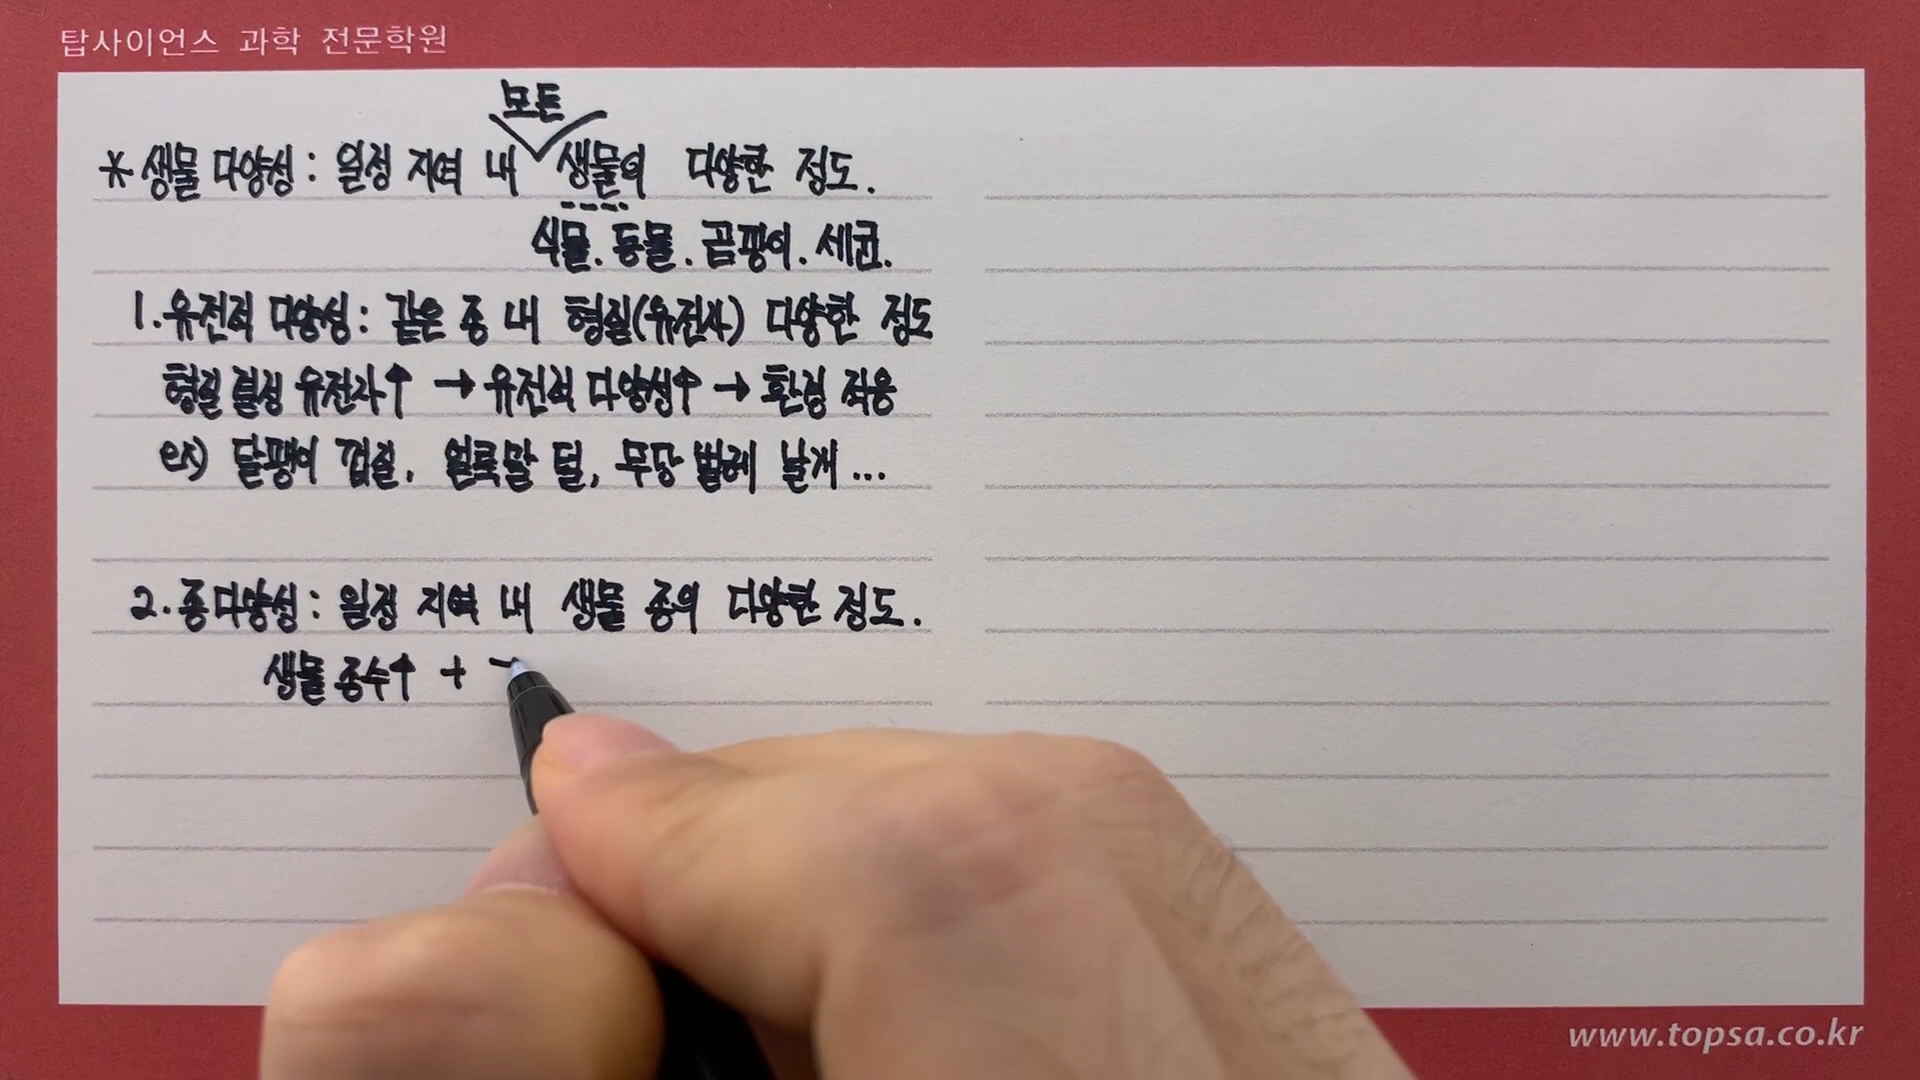 탑사이언스 과학 전문학원
모든
* 생물 다양성 : 일정 지역 내 생물의 다양한 정도.
식물. 동물. 곰팡이. 세균.
1. 유전적 다양성 : 같은 종 내 형질(유전자) 다양한 정도
형질 결정 유전자↑ → 유전적 다양성↑ → 환경 적응
ex) 달팽이 껍질, 얼룩말 털, 무당 벌레 날개 ...
2. 종다양성 : 일정 지역 내 생물 종의 다양한 정도.
생물 종수↑ +
www.topsa.co.kr